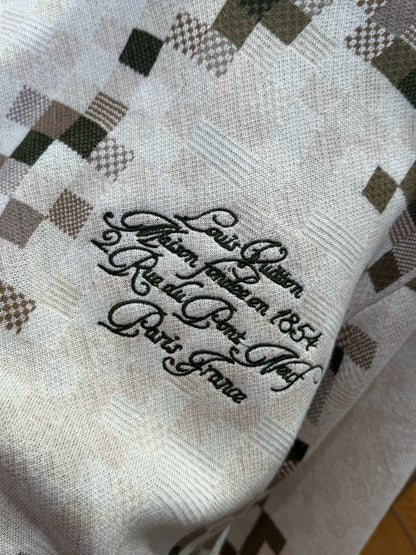 Louis Vuitton
Maison fondée en 1854
2 Rue du Pont Neuf
Paris France